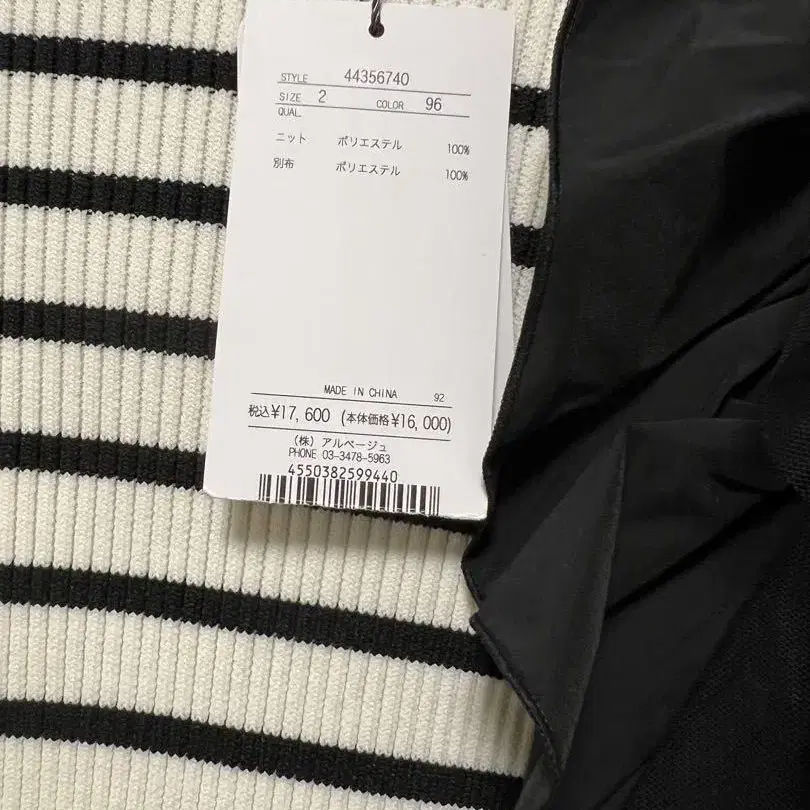 STYLE 44356740
SIZE 2 COLOR 96
QUAL.
ニット ポリエステル 100%
別布 ポリエステル 100%
MADE IN CHINA 92
税込¥17,600 (本体価格¥16,000)
(株) アルページュ
PHONE 03-3478-5963
4550382599440